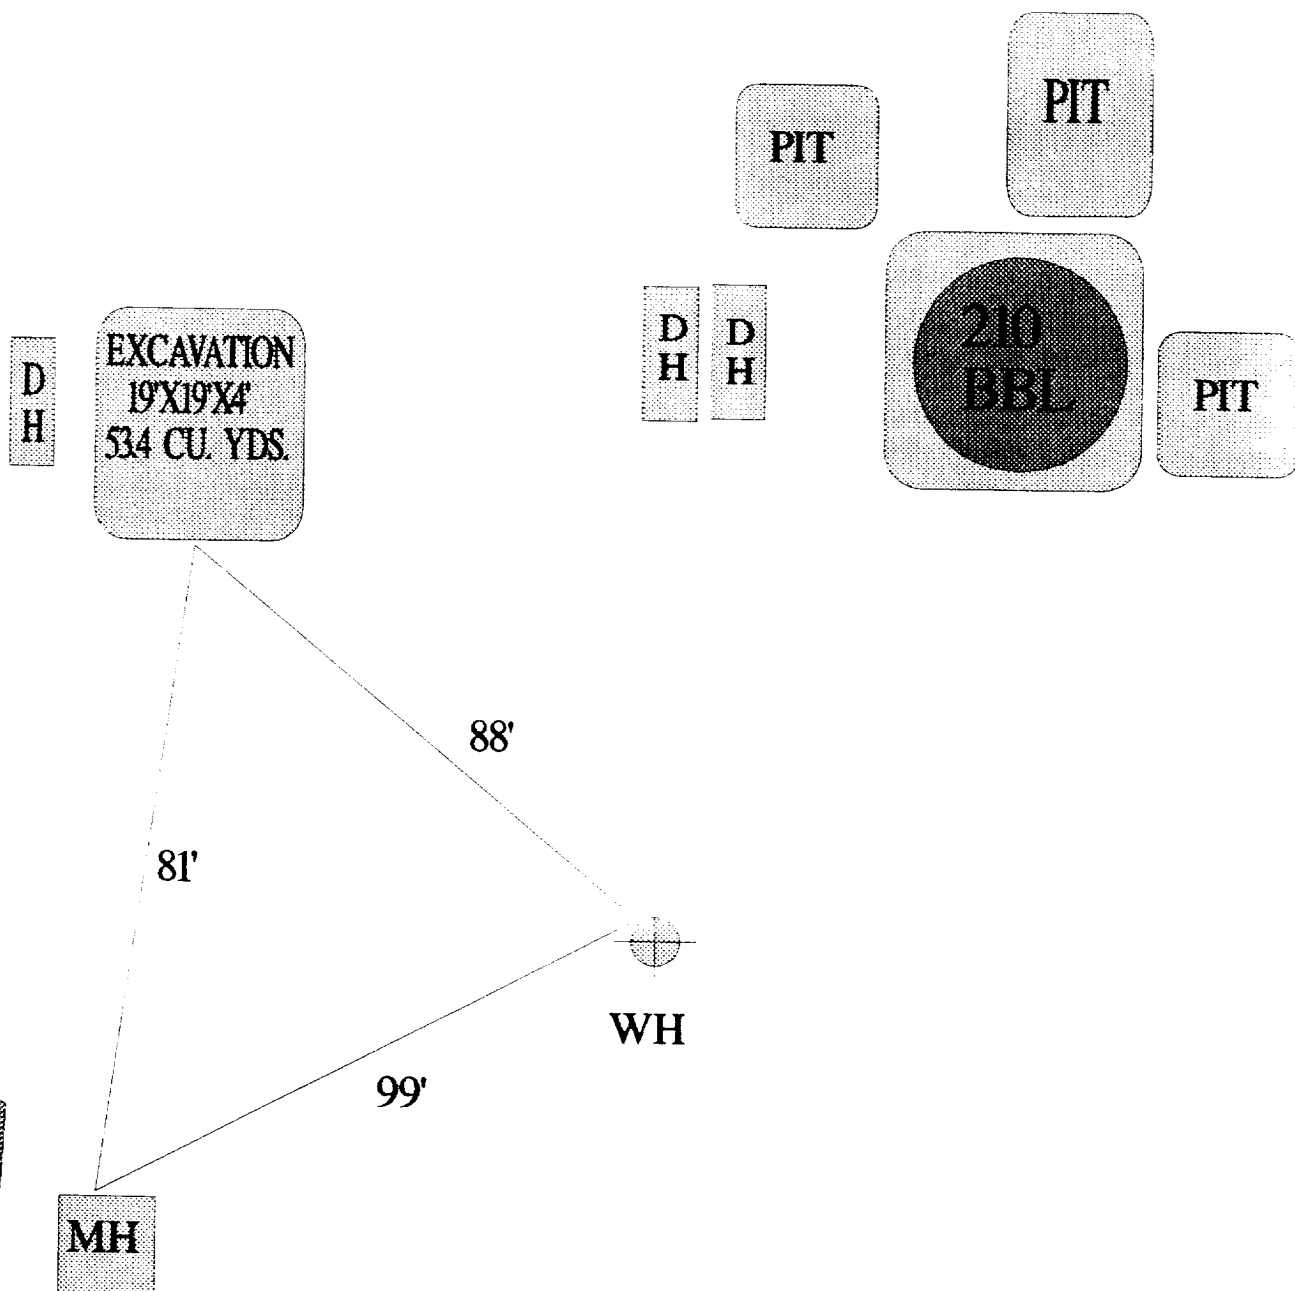 PIT
PIT
D
H
D
H
210
BBL
PIT
D
H
EXCAVATION
19'X19'X4'
53.4 CU. YDS.
88'
81'
WH
99'
MH